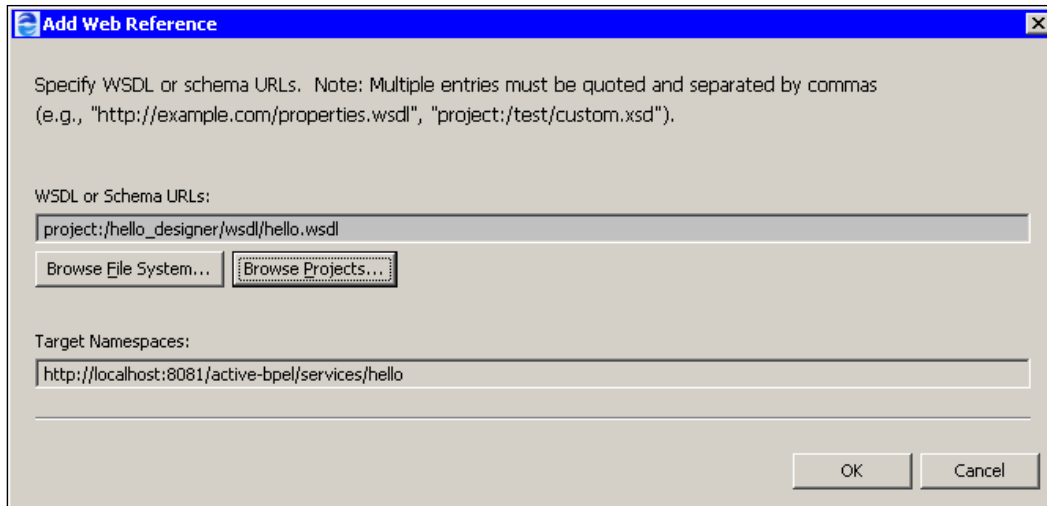 Add Web Reference
Specify WSDL or schema URLs.  Note: Multiple entries must be quoted and separated by commas
(e.g., "http://example.com/properties.wsdl", "project:/test/custom.xsd").
WSDL or Schema URLs:
project:/hello_designer/wsdl/hello.wsdl
Browse File System... Browse Projects...
Target Namespaces:
http://localhost:8081/active-bpel/services/hello
OK Cancel